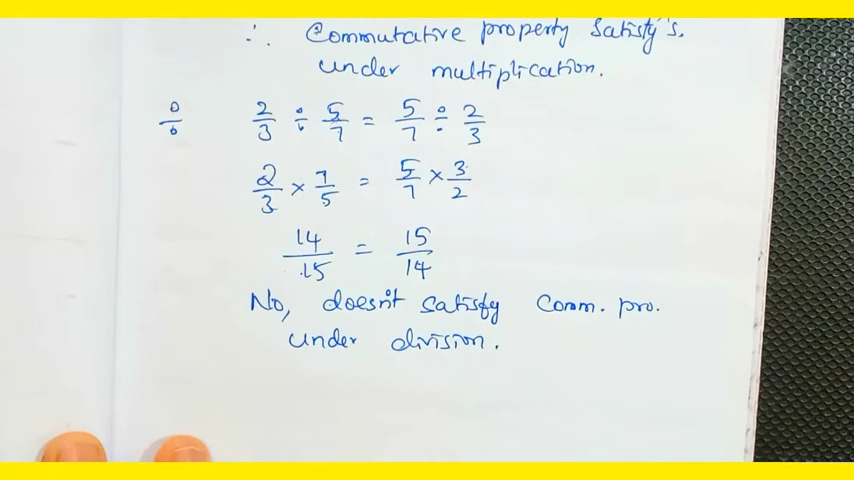 ∴ Commutative property Satisty's.
under multiplication.
÷ 2/3 ÷ 5/7 = 5/7 ÷ 2/3
2/3 × 7/5 = 5/7 × 3/2
14/15 = 15/14
No, doesn't satisfy Comm. pro.
under division.